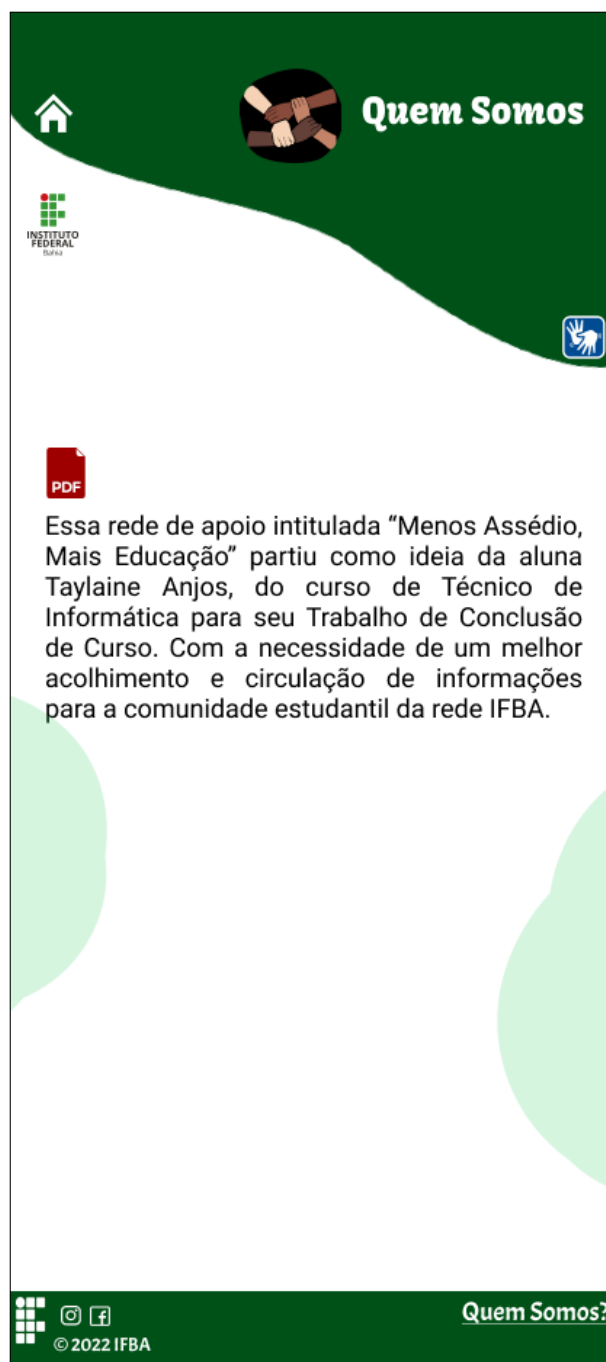 Quem Somos
INSTITUTO
FEDERAL
Bahia
PDF
Essa rede de apoio intitulada “Menos Assédio,
Mais Educação” partiu como ideia da aluna
Taylaine Anjos, do curso de Técnico de
Informática para seu Trabalho de Conclusão
de Curso. Com a necessidade de um melhor
acolhimento e circulação de informações
para a comunidade estudantil da rede IFBA.
Quem Somos?
© 2022 IFBA